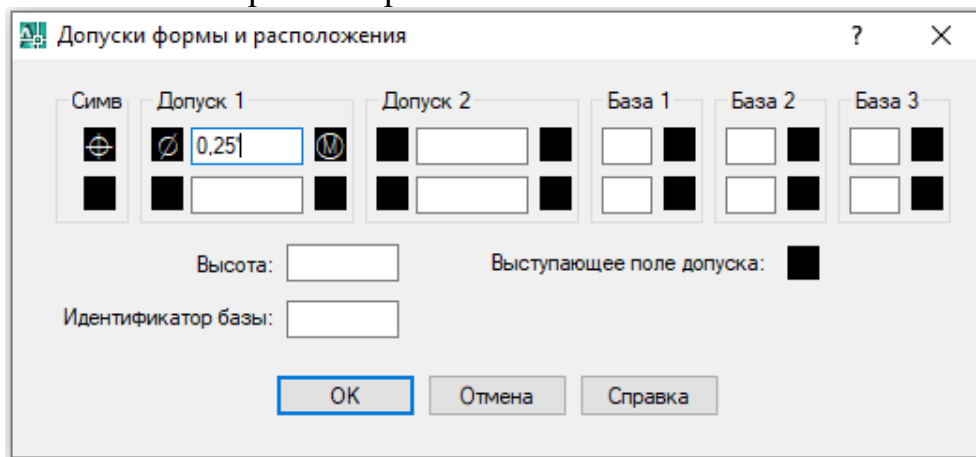 Допуски формы и расположения ? ×
Симв Допуск 1 Допуск 2 База 1 База 2 База 3
⌖ ∅ 0,25' Ⓜ
Высота: Выступающее поле допуска:
Идентификатор базы:
OK Отмена Справка